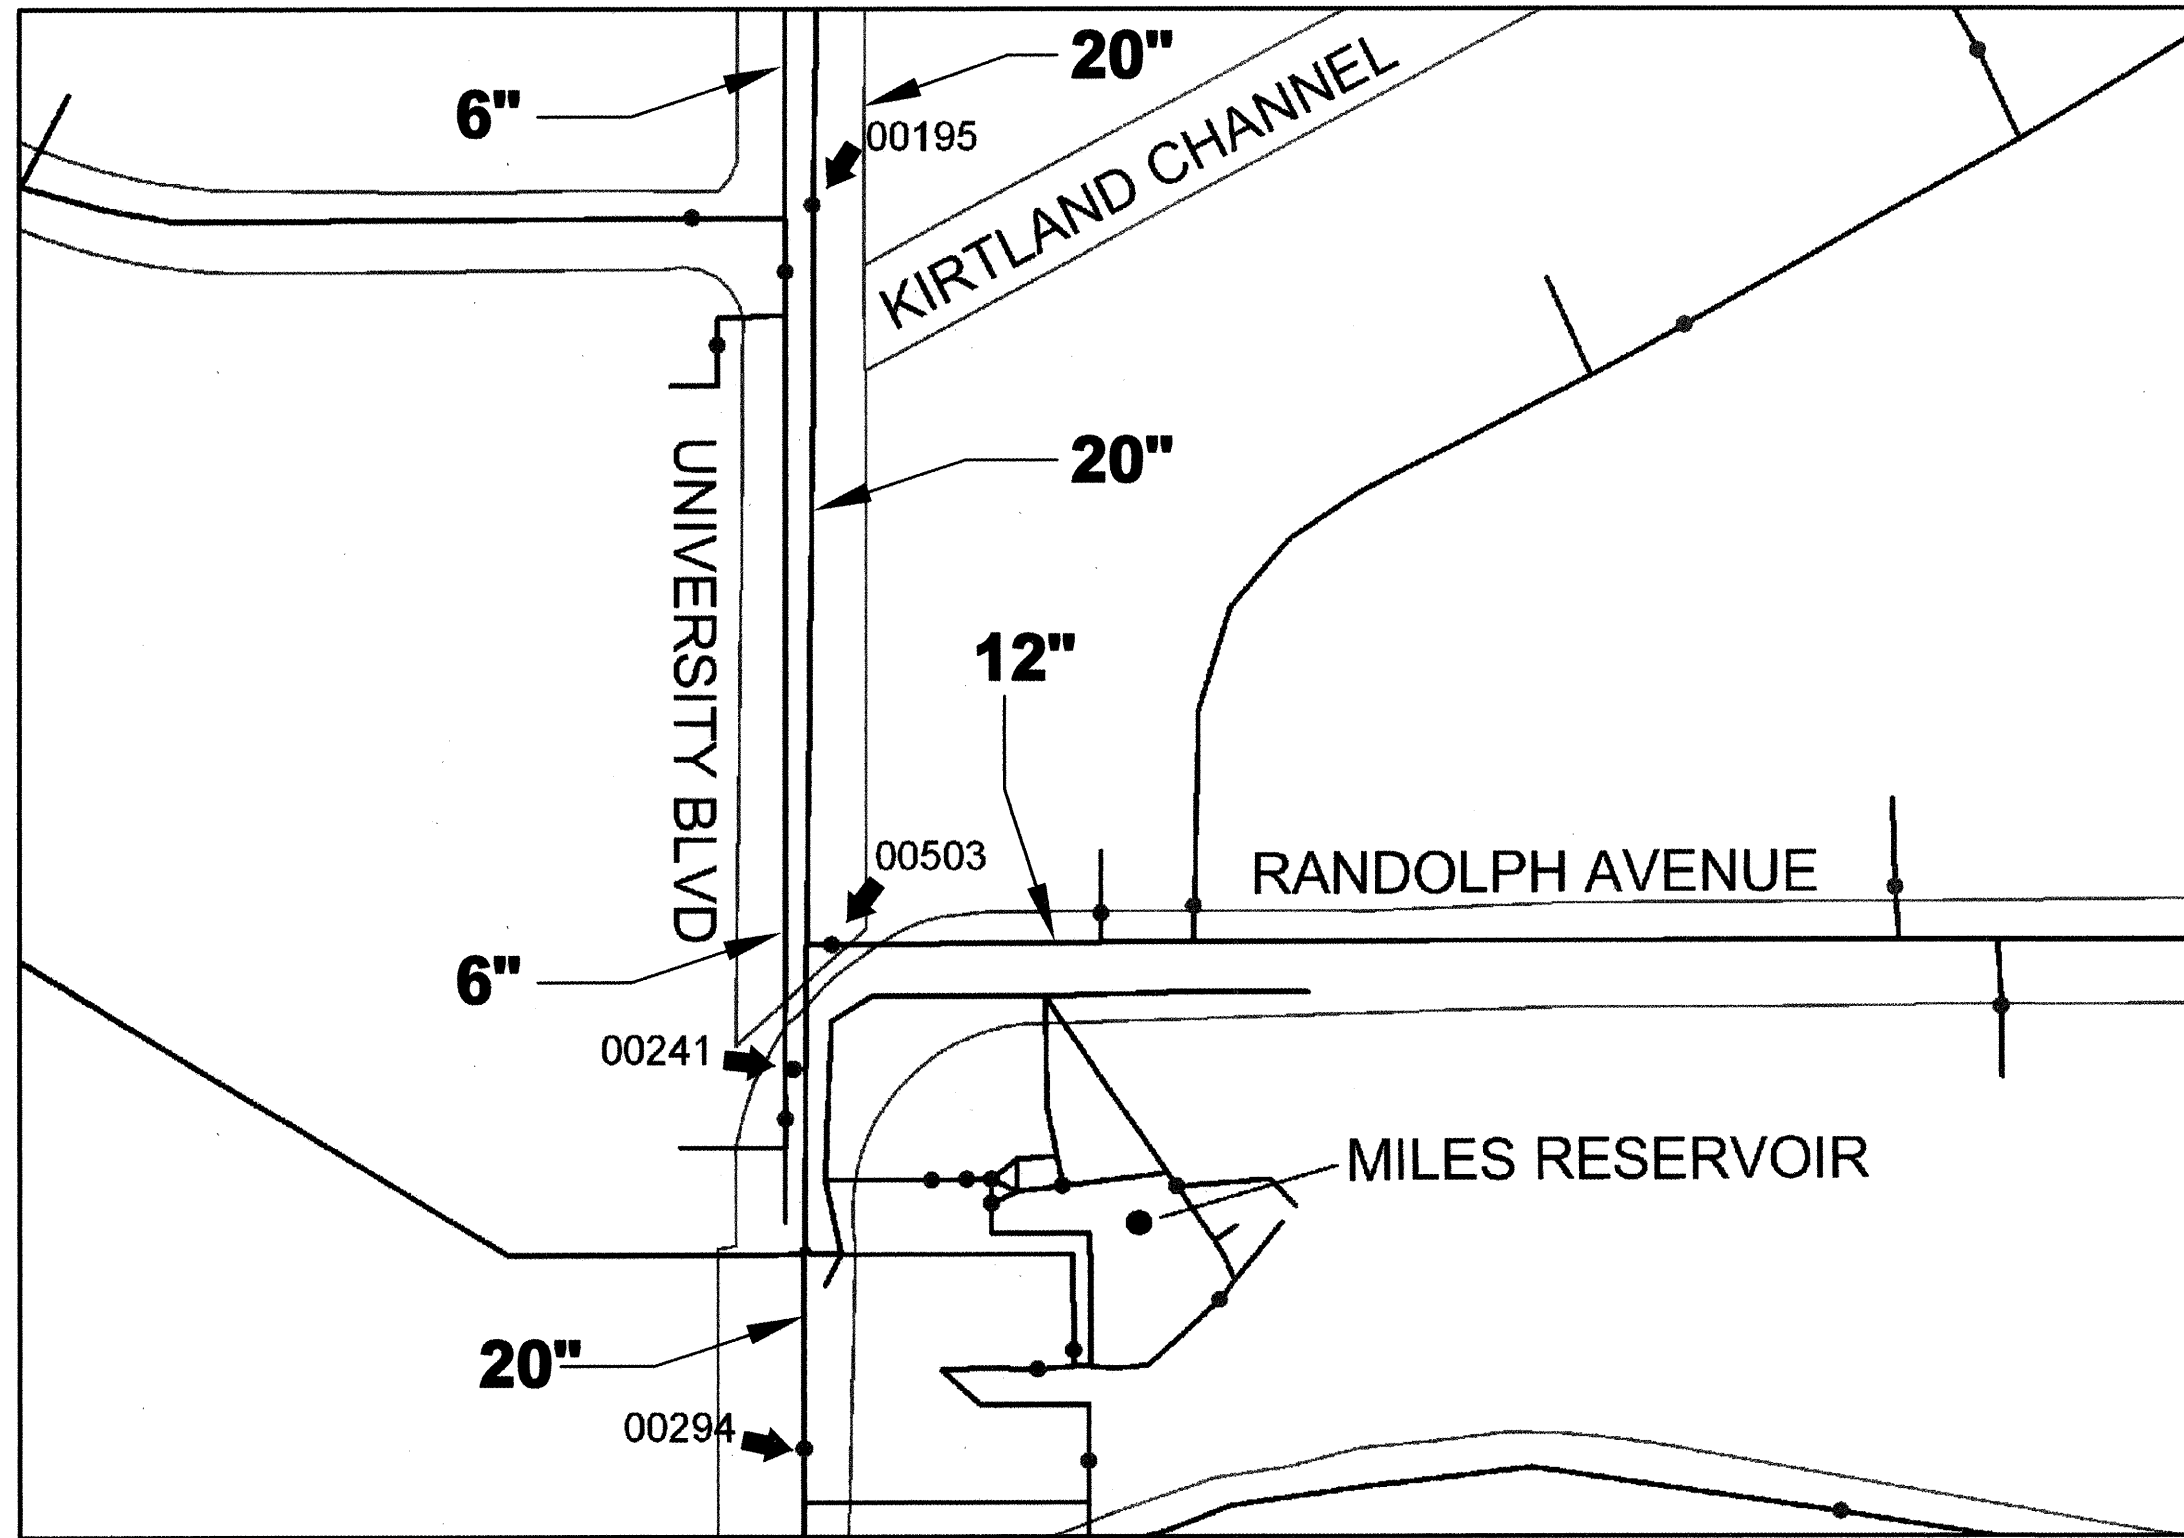 20"
6"
00195
KIRTLAND CHANNEL
20"
UNIVERSITY BLVD
12"
00503
RANDOLPH AVENUE
6"
00241
MILES RESERVOIR
20"
00294